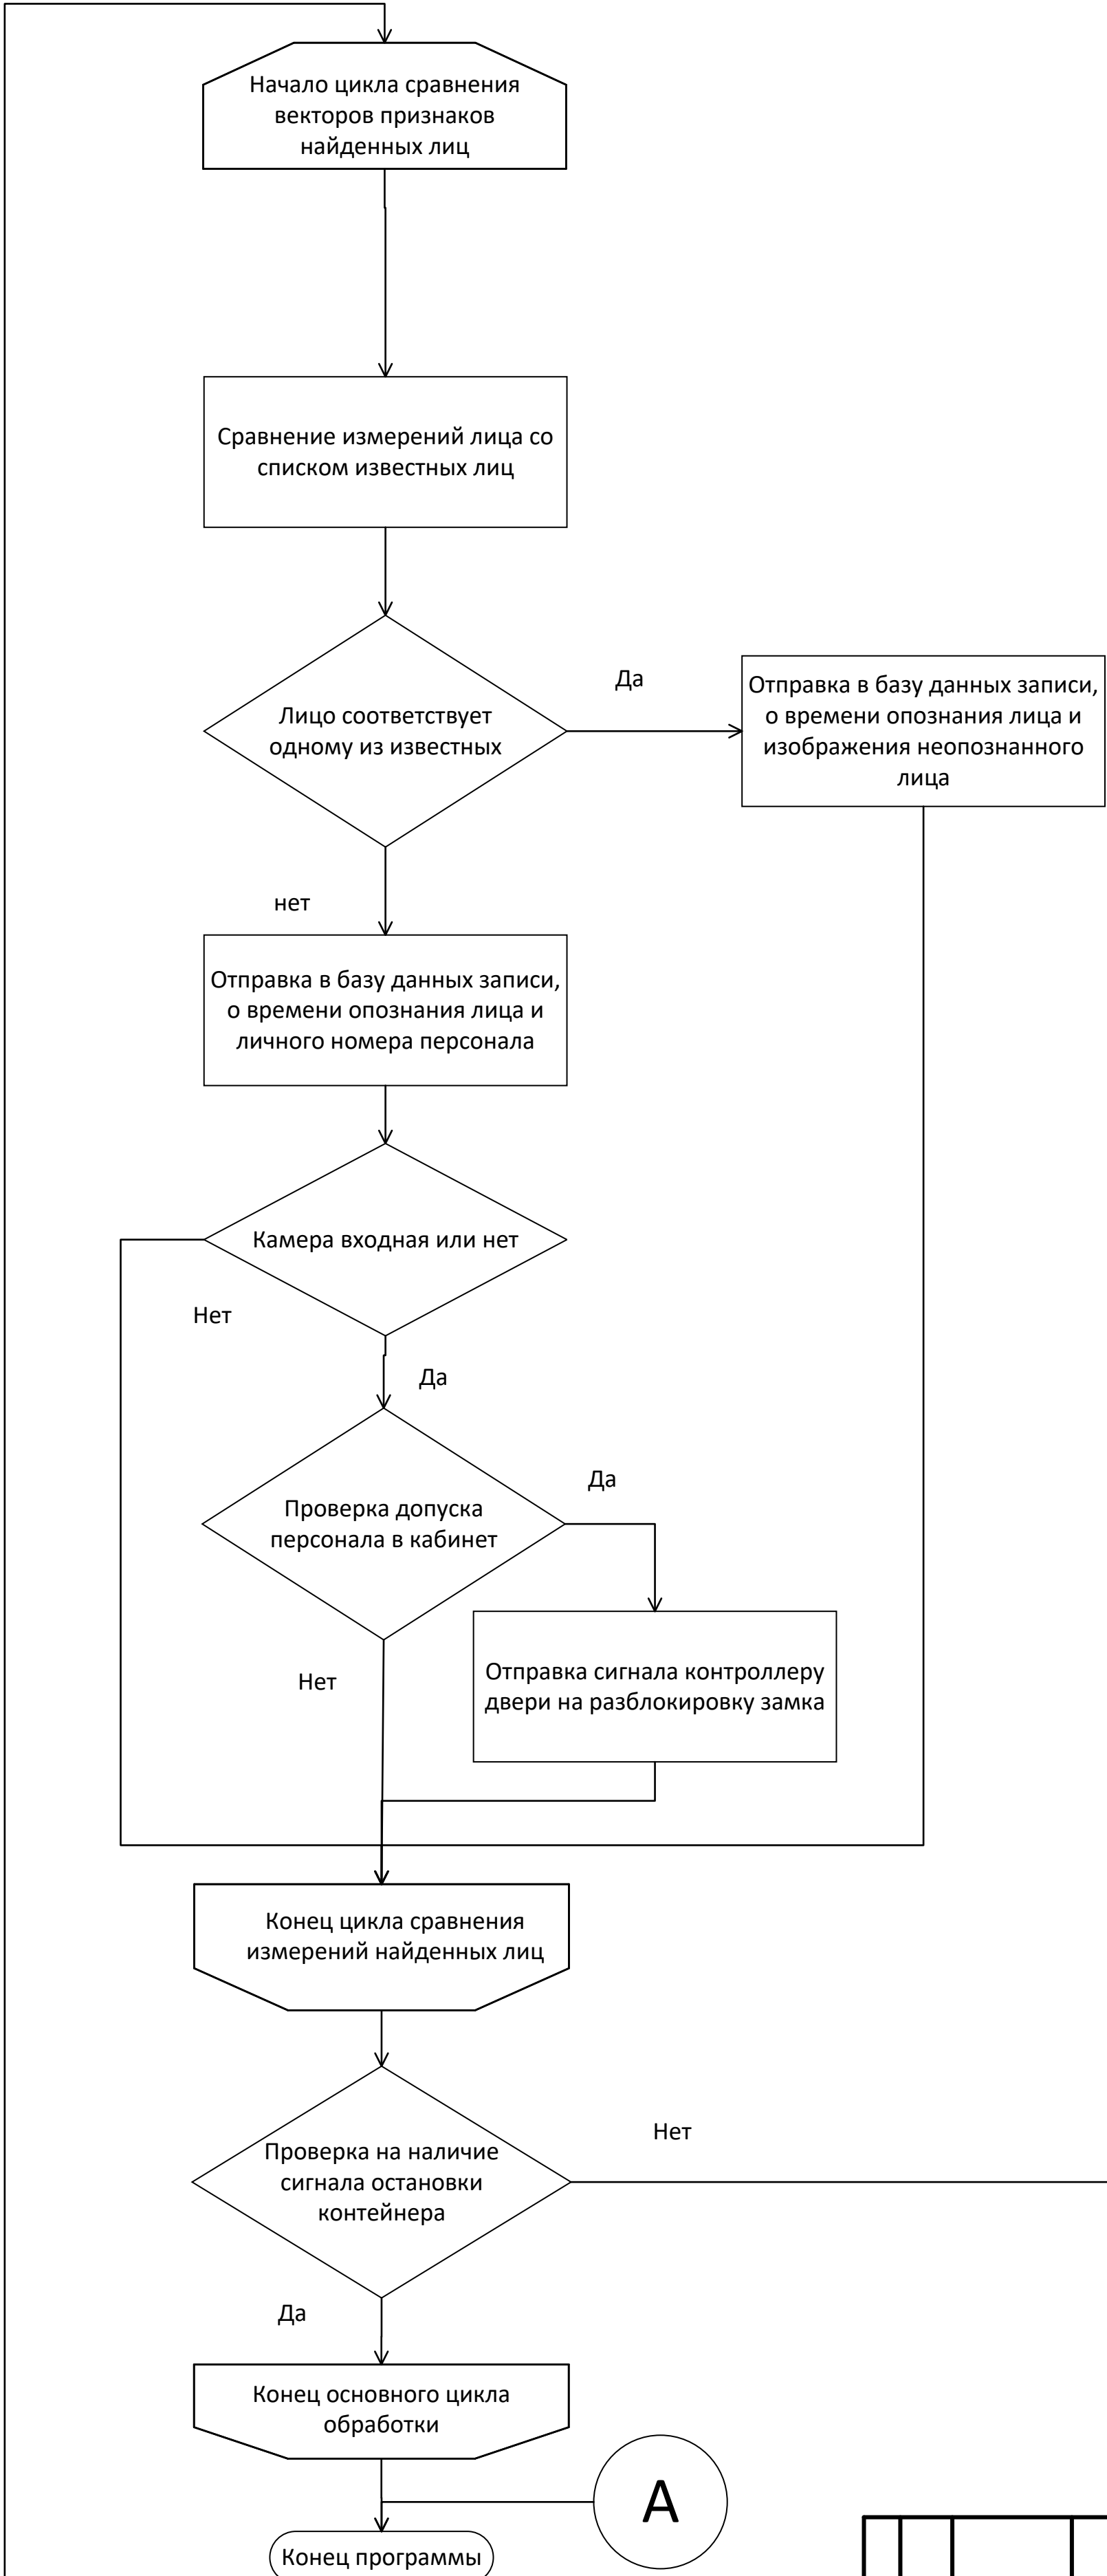 Начало цикла сравнения
векторов признаков
найденных лиц
Сравнение измерений лица со
списком известных лиц
Лицо соответствует
одному из известных
Да
Отправка в базу данных записи,
о времени опознания лица и
изображения неопознанного
лица
нет
Отправка в базу данных записи,
о времени опознания лица и
личного номера персонала
Камера входная или нет
Нет
Да
Проверка допуска
персонала в кабинет
Да
Нет
Отправка сигнала контроллеру
двери на разблокировку замка
Конец цикла сравнения
измерений найденных лиц
Проверка на наличие
сигнала остановки
контейнера
Нет
Да
Конец основного цикла
обработки
А
Конец программы